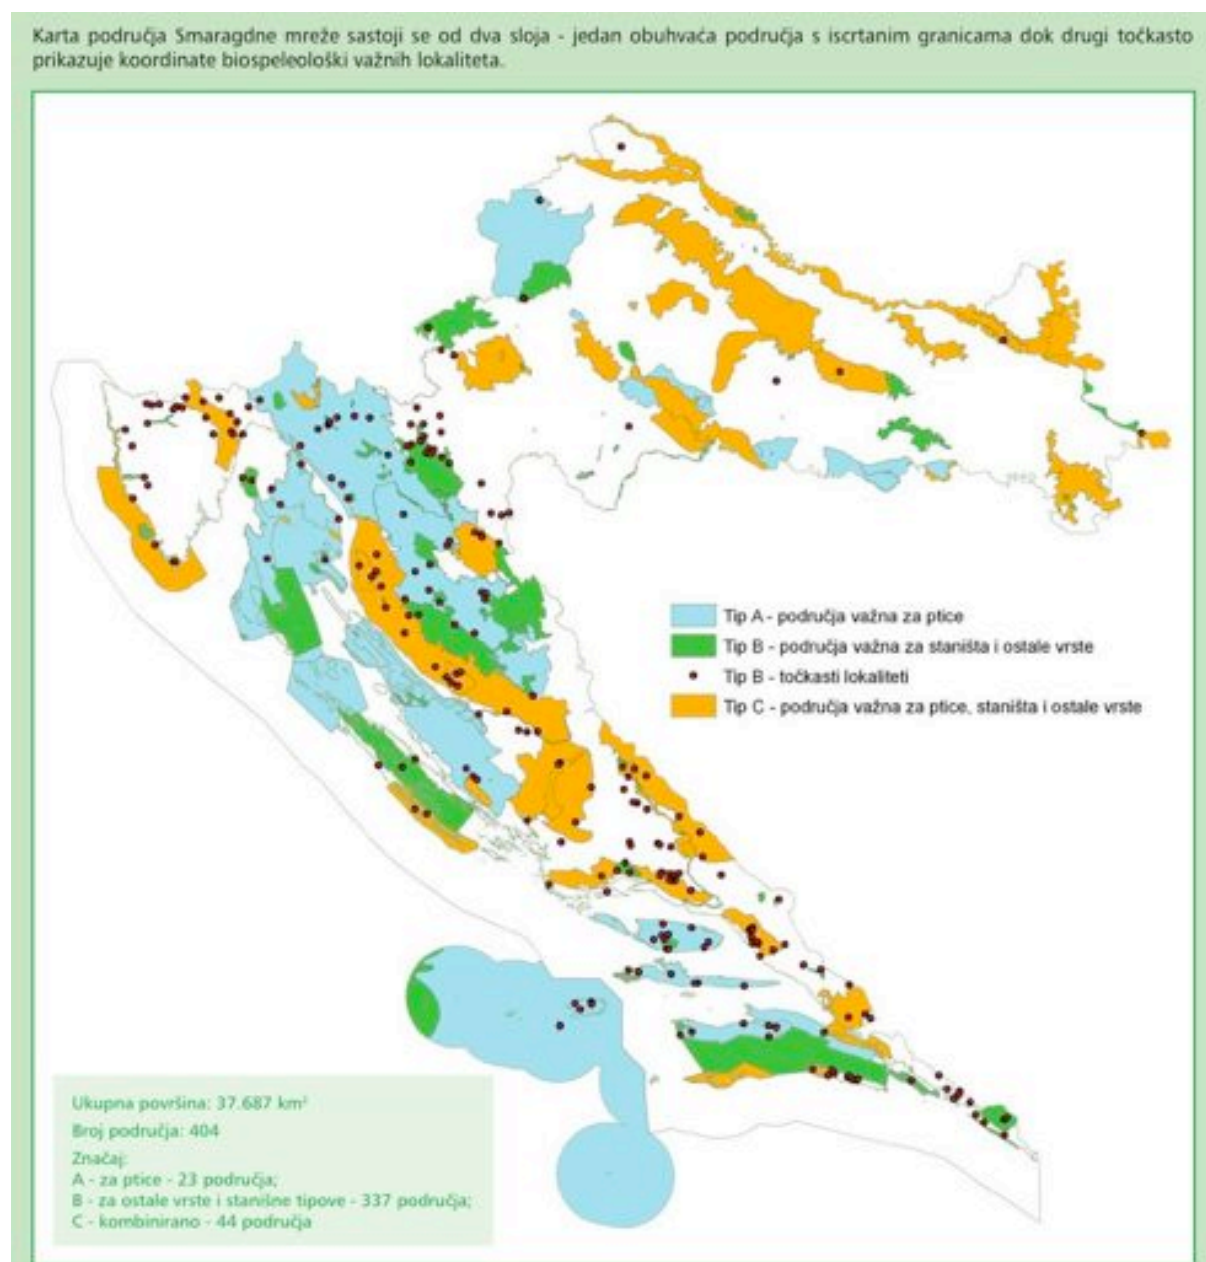 Karta područja Smaragdne mreže sastoji se od dva sloja - jedan obuhvaća područja s iscrtanim granicama dok drugi točkasto
prikazuje koordinate biospeleološki važnih lokaliteta.
Tip A - područja važna za ptice
Tip B - područja važna za staništa i ostale vrste
Tip B - točkasti lokaliteti
Tip C - područja važna za ptice, staništa i ostale vrste
Ukupna površina: 37.687 km²
Broj područja: 404
Značaj:
A - za ptice - 23 područja;
B - za ostale vrste i stanišne tipove - 337 područja;
C - kombinirano - 44 područja